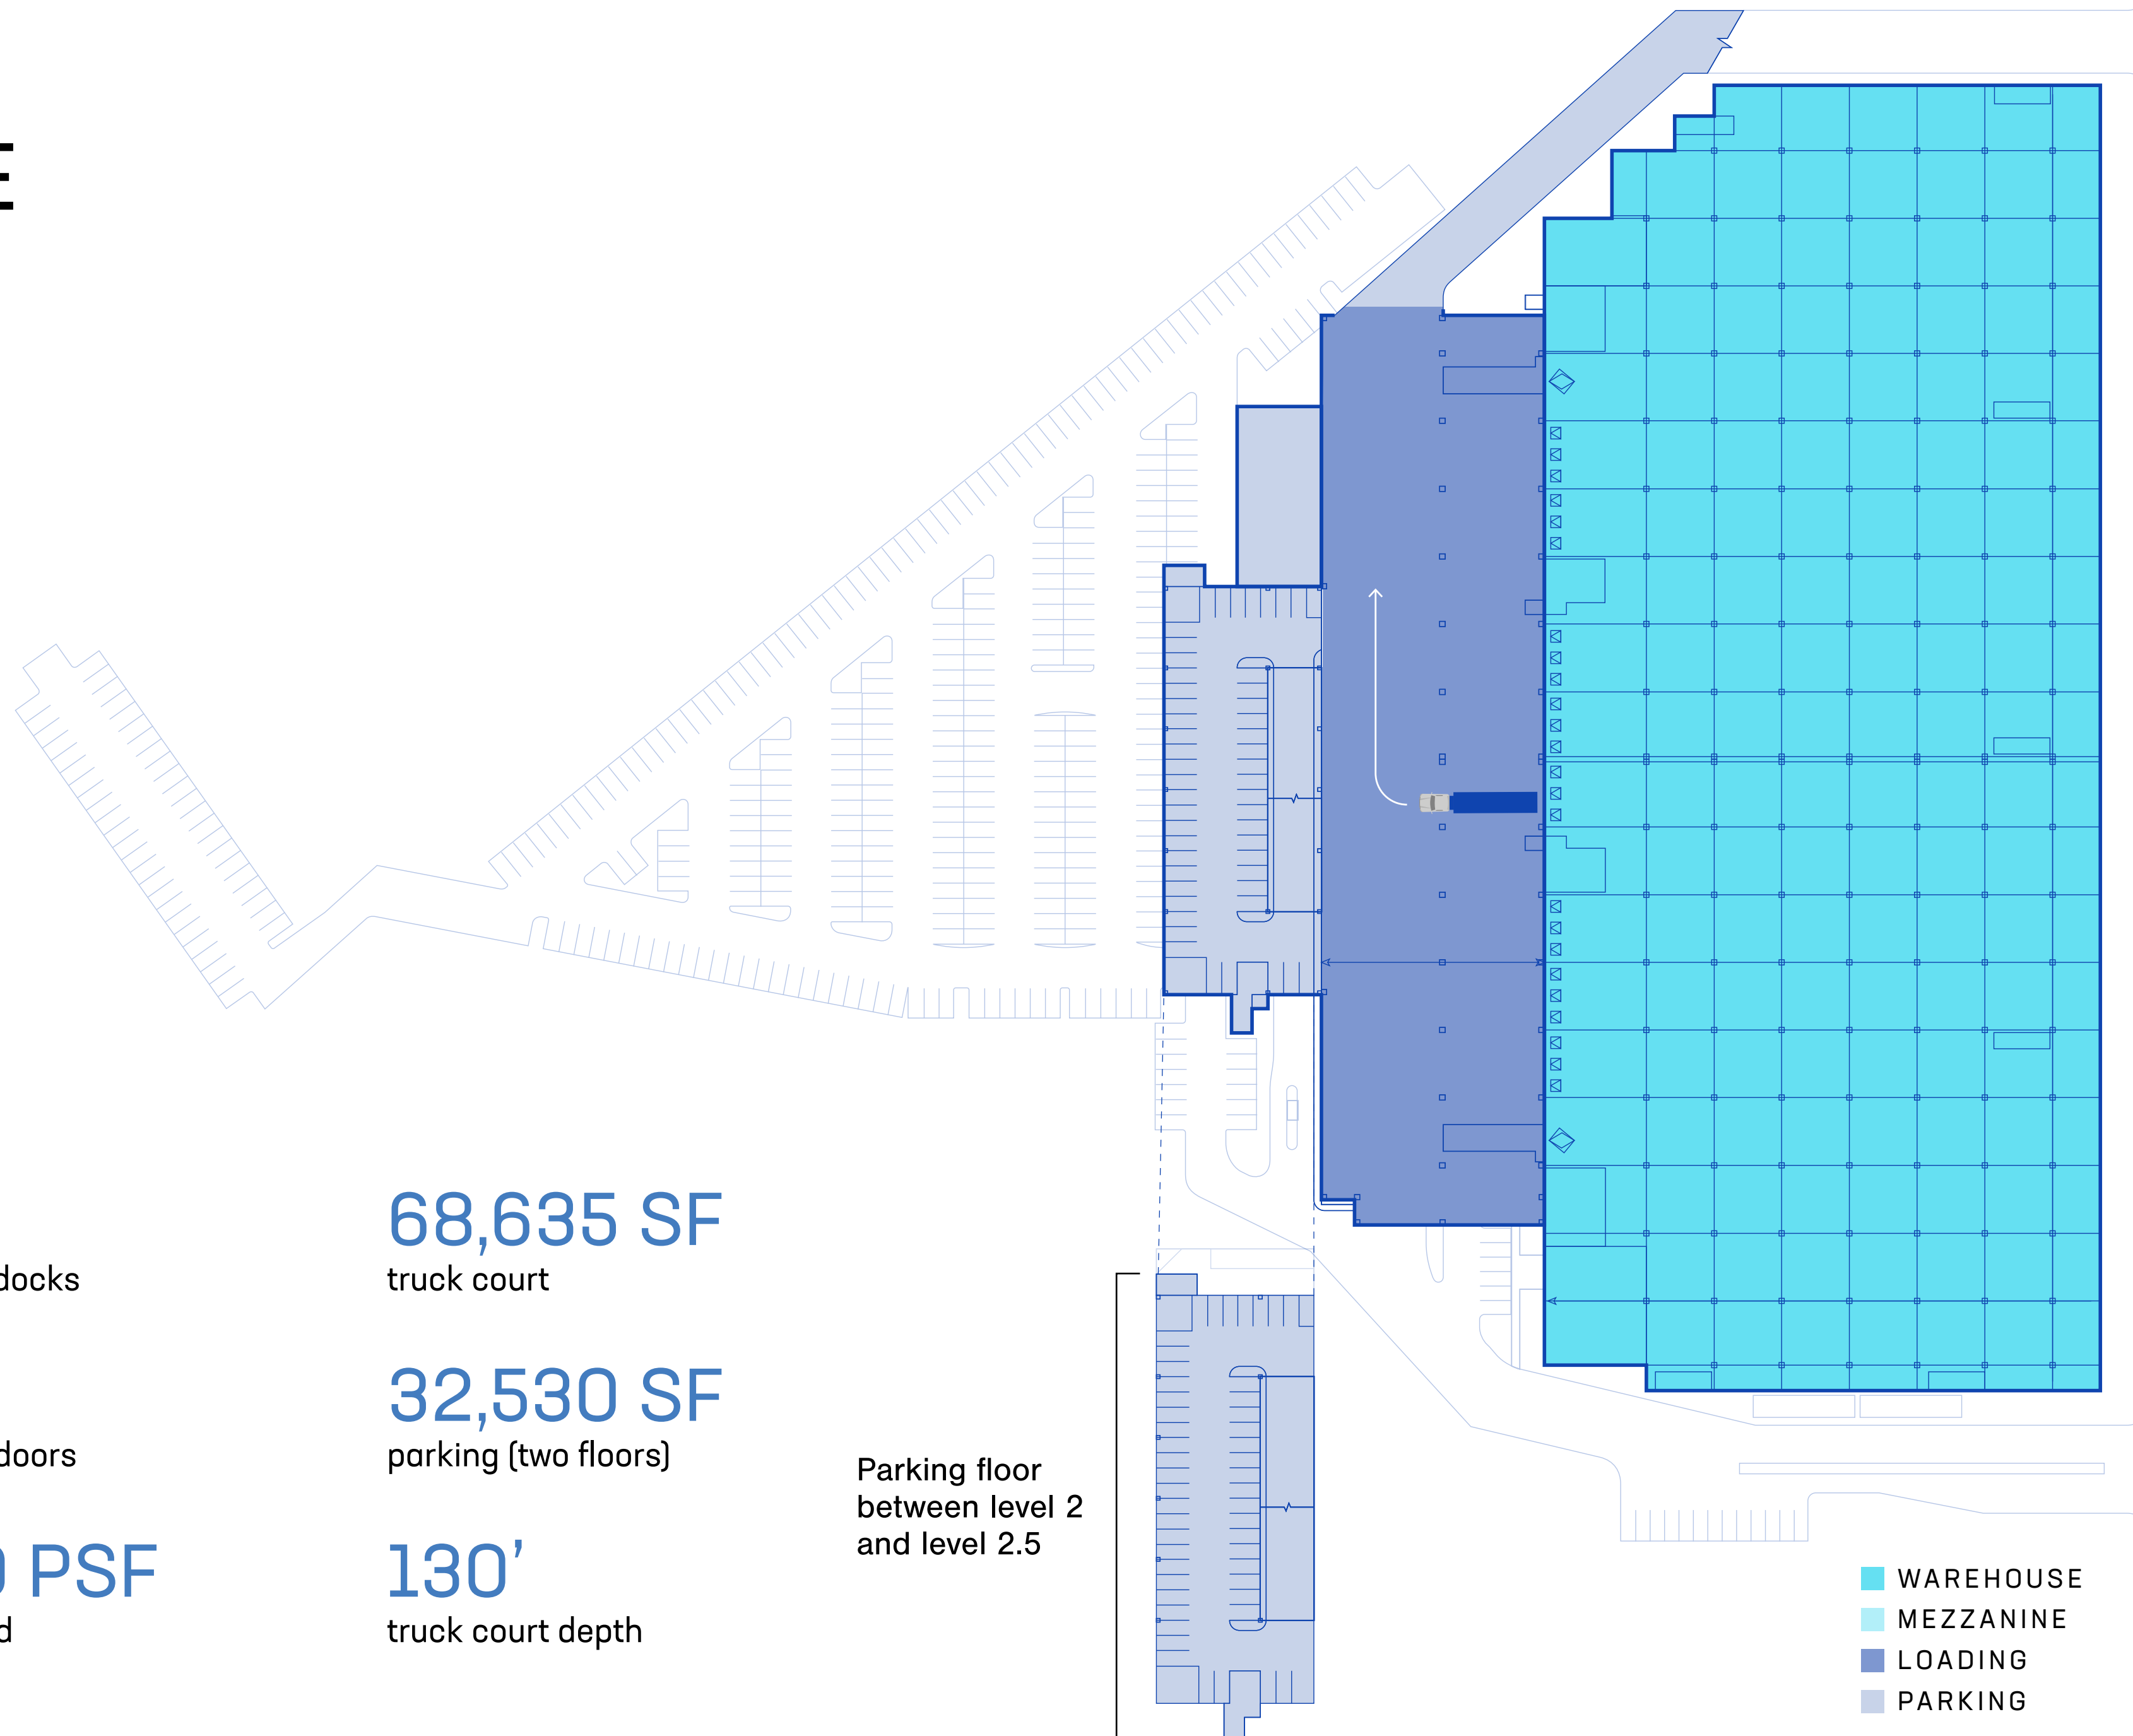 E
docks
doors
PSF
68,635 SF
truck court
32,530 SF
parking (two floors)
130’
truck court depth
Parking floor
between level 2
and level 2.5
WAREHOUSE
MEZZANINE
LOADING
PARKING